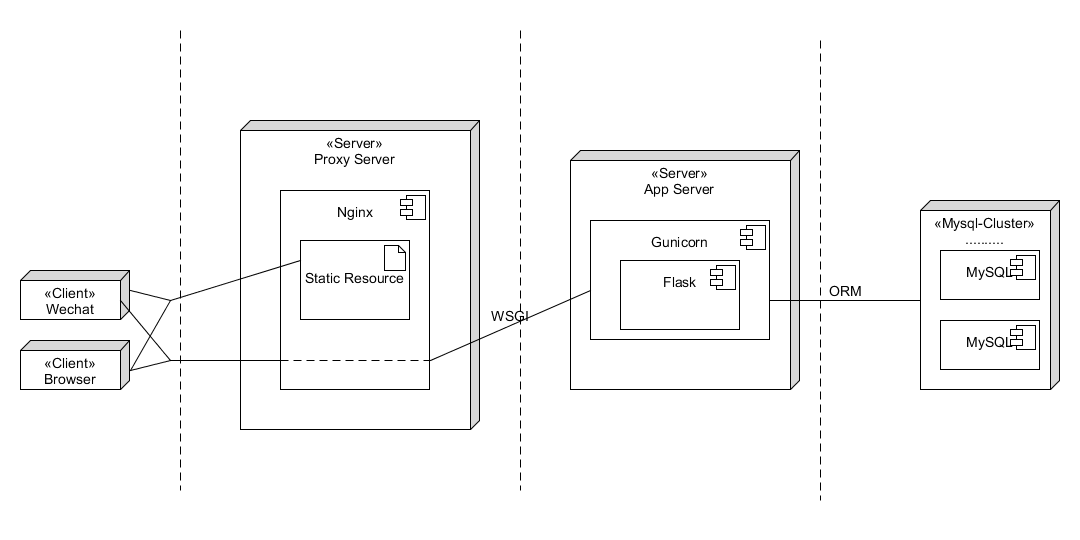 «Client»
Wechat
«Client»
Browser
«Server»
Proxy Server
Nginx
Static Resource
WSGI
«Server»
App Server
Gunicorn
Flask
ORM
«Mysql-Cluster»
..........
MySQL
MySQL